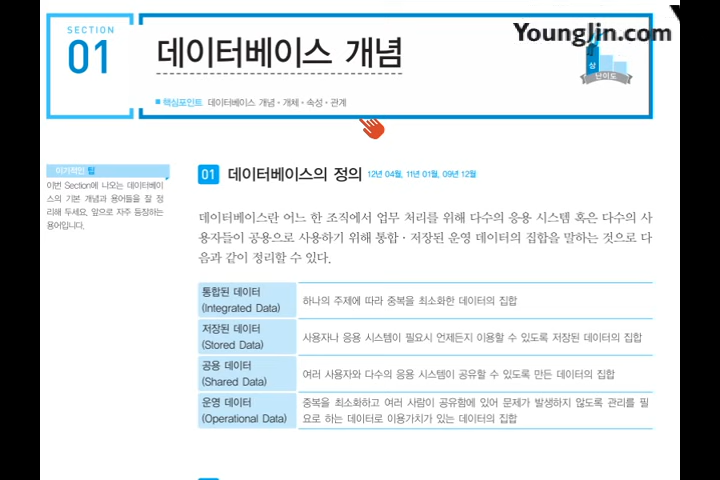 SECTION
01
데이터베이스 개념
YoungJin.com
상
난이도
■ 핵심포인트 데이터베이스 개념·개체·속성·관계
이기적인 팁
이번 Section에 나오는 데이터베이
스의 기본 개념과 용어들을 잘 정
리해 두세요. 앞으로 자주 등장하는
용어입니다.
01 데이터베이스의 정의 12년 04월, 11년 01월, 09년 12월
데이터베이스란 어느 한 조직에서 업무 처리를 위해 다수의 응용 시스템 혹은 다수의 사
용자들이 공용으로 사용하기 위해 통합·저장된 운영 데이터의 집합을 말하는 것으로 다
음과 같이 정리할 수 있다.
통합된 데이터
(Integrated Data)
하나의 주제에 따라 중복을 최소화한 데이터의 집합
저장된 데이터
(Stored Data)
사용자나 응용 시스템이 필요시 언제든지 이용할 수 있도록 저장된 데이터의 집합
공용 데이터
(Shared Data)
여러 사용자와 다수의 응용 시스템이 공유할 수 있도록 만든 데이터의 집합
운영 데이터
(Operational Data)
중복을 최소화하고 여러 사람이 공유함에 있어 문제가 발생하지 않도록 관리를 필
요로 하는 데이터로 이용가치가 있는 데이터의 집합